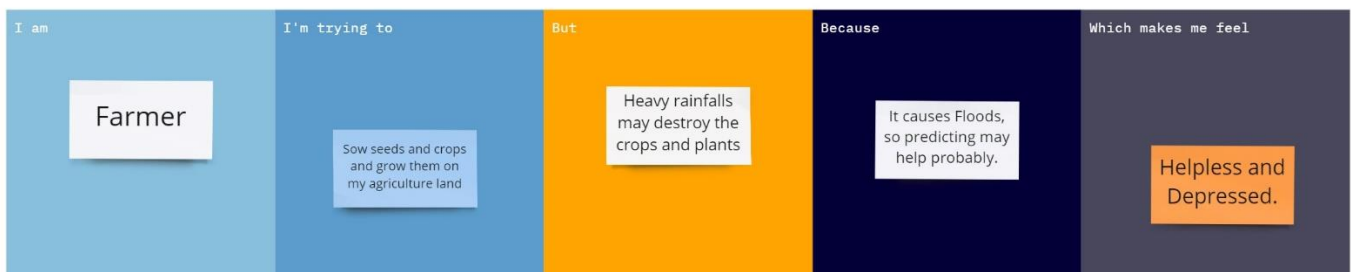 I am
Farmer
I'm trying to
Sow seeds and crops
and grow them on
my agriculture land
But
Heavy rainfalls
may destroy the
crops and plants
Because
It causes Floods,
so predicting may
help probably.
Which makes me feel
Helpless and
Depressed.